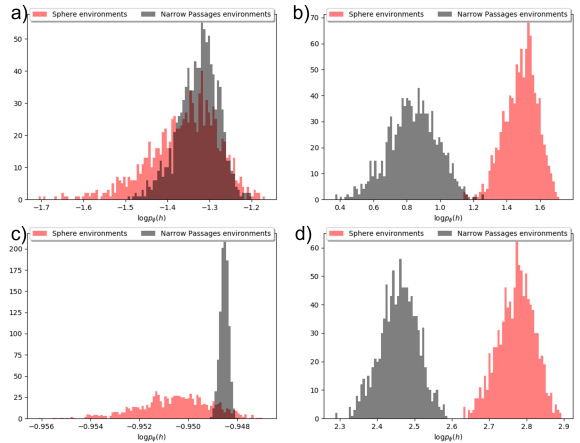 a)
Sphere environments Narrow Passages environments
50
40
30
20
10
0
−1.7 −1.6 −1.5 −1.4 −1.3 −1.2
logpϕ(h)
b)
Sphere environments Narrow Passages environments
70
60
50
40
30
20
10
0
0.4 0.6 0.8 1.0 1.2 1.4 1.6
logpϕ(h)
c)
Sphere environments Narrow Passages environments
200
175
150
125
100
75
50
25
0
−0.956 −0.954 −0.952 −0.950 −0.948
logpϕ(h)
d)
Sphere environments Narrow Passages environments
60
50
40
30
20
10
0
2.3 2.4 2.5 2.6 2.7 2.8 2.9
logpϕ(h)